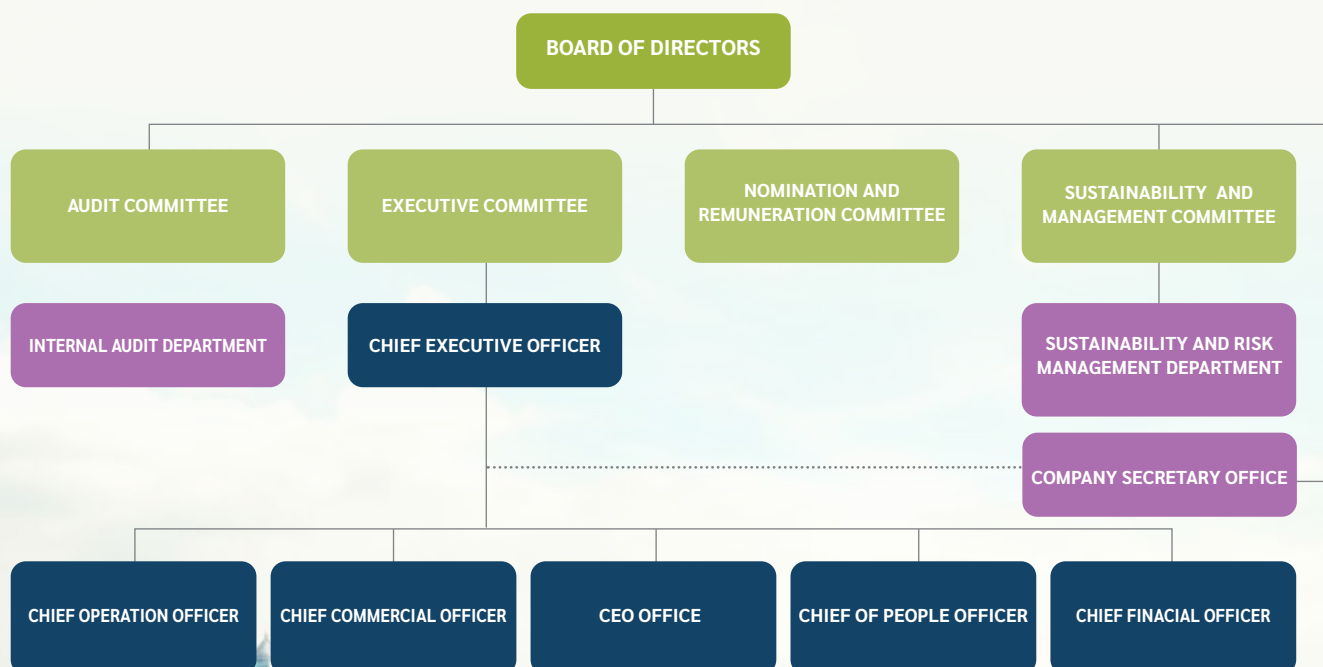 BOARD OF DIRECTORS
AUDIT COMMITTEE
EXECUTIVE COMMITTEE
NOMINATION AND
REMUNERATION COMMITTEE
SUSTAINABILITY AND
MANAGEMENT COMMITTEE
INTERNAL AUDIT DEPARTMENT
CHIEF EXECUTIVE OFFICER
SUSTAINABILITY AND RISK
MANAGEMENT DEPARTMENT
COMPANY SECRETARY OFFICE
CHIEF OPERATION OFFICER
CHIEF COMMERCIAL OFFICER
CEO OFFICE
CHIEF OF PEOPLE OFFICER
CHIEF FINACIAL OFFICER